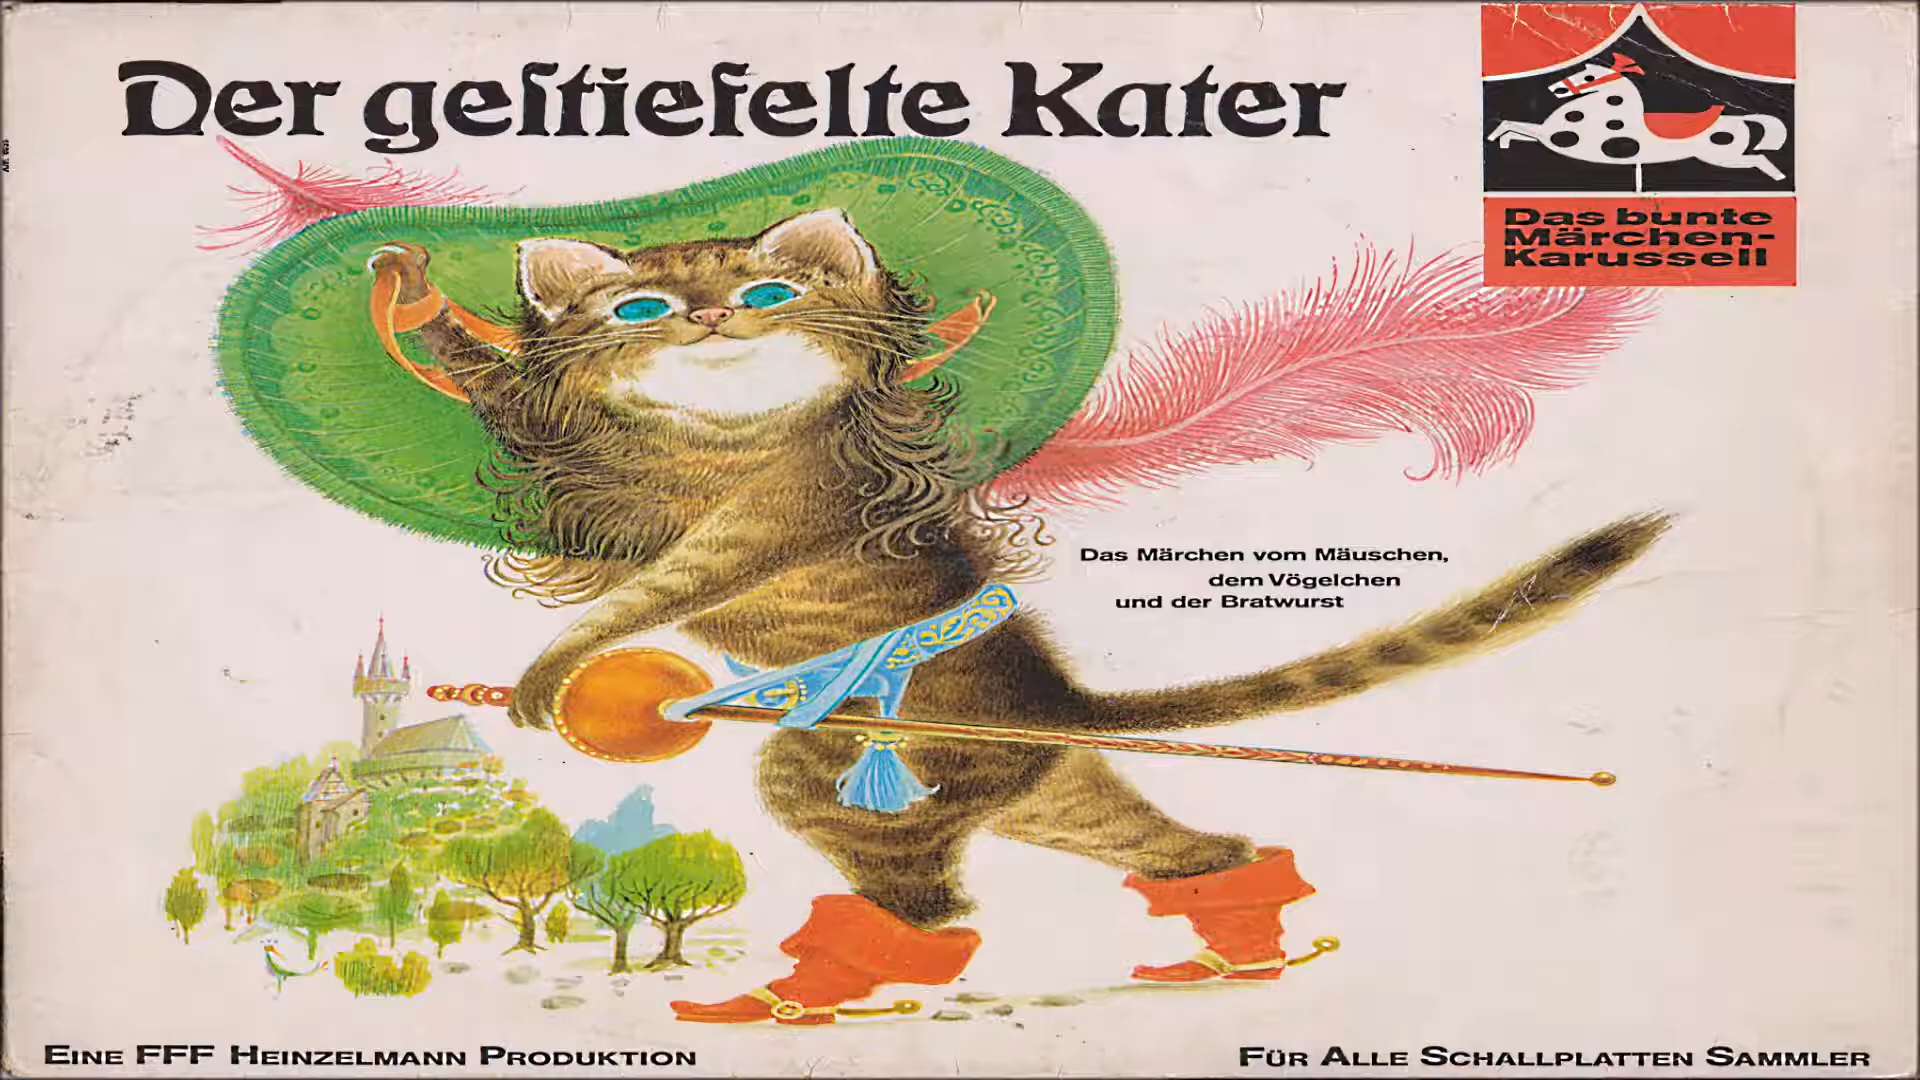 Der geſtiefelte Kater
Das bunte
Märchen-
Karussell
Das Märchen vom Mäuschen,
dem Vögelchen
und der Bratwurst
EINE FFF HEINZELMANN PRODUKTION
FÜR ALLE SCHALLPLATTEN SAMMLER